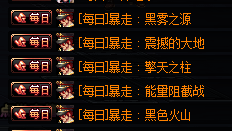 每日 [每日]暴走：黑雾之源
每日 [每日]暴走：震撼的大地
每日 [每日]暴走：擎天之柱
每日 [每日]暴走：能量阻截战
每日 [每日]暴走：黑色火山